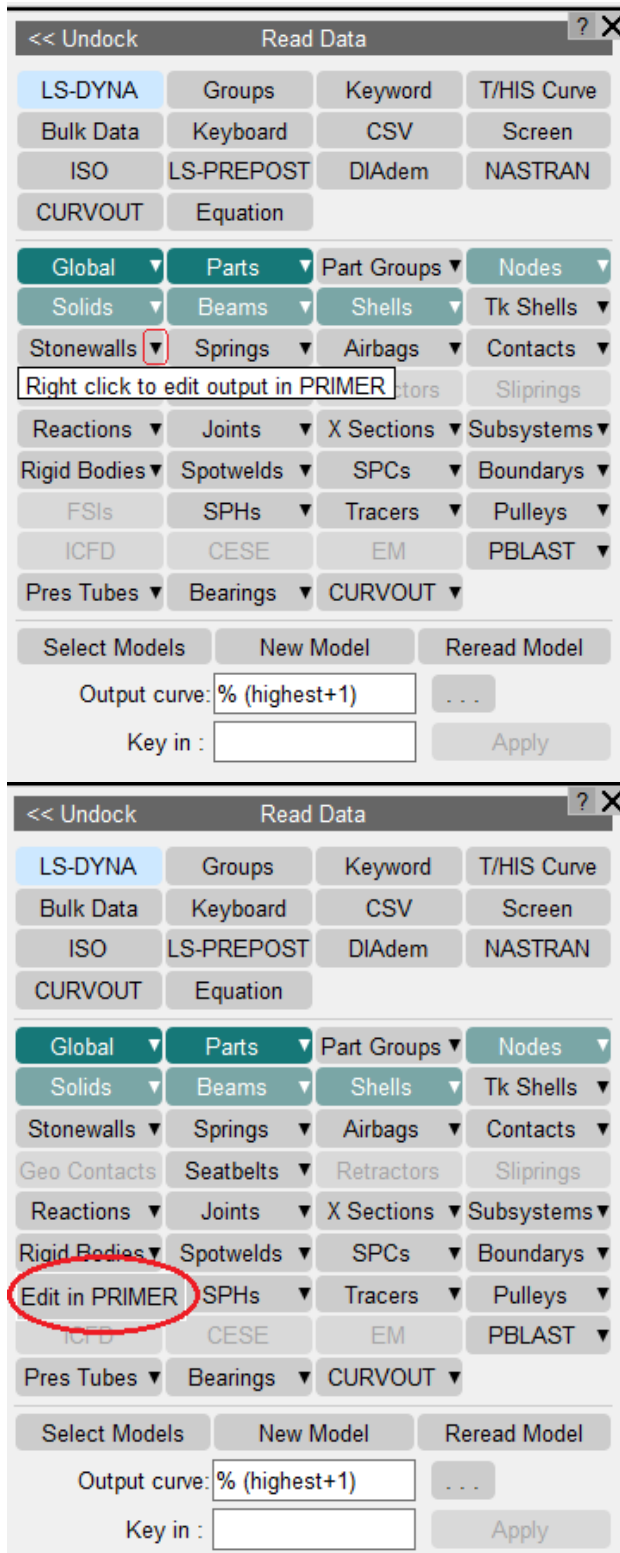 << Undock Read Data ? X
LS-DYNA Groups Keyword T/HIS Curve
Bulk Data Keyboard CSV Screen
ISO LS-PREPOST DIAdem NASTRAN
CURVOUT Equation
Global ▼ Parts ▼ Part Groups ▼ Nodes ▼
Solids ▼ Beams ▼ Shells ▼ Tk Shells ▼
Stonewalls ▼ Springs ▼ Airbags ▼ Contacts ▼
Right click to edit output in PRIMER ctors Sliprings
Reactions ▼ Joints ▼ X Sections ▼ Subsystems ▼
Rigid Bodies ▼ Spotwelds ▼ SPCs ▼ Boundarys ▼
FSIs SPHs ▼ Tracers ▼ Pulleys ▼
ICFD CESE EM PBLAST ▼
Pres Tubes ▼ Bearings ▼ CURVOUT ▼
Select Models New Model Reread Model
Output curve: % (highest+1) . . .
Key in : Apply
<< Undock Read Data ? X
LS-DYNA Groups Keyword T/HIS Curve
Bulk Data Keyboard CSV Screen
ISO LS-PREPOST DIAdem NASTRAN
CURVOUT Equation
Global ▼ Parts ▼ Part Groups ▼ Nodes ▼
Solids ▼ Beams ▼ Shells ▼ Tk Shells ▼
Stonewalls ▼ Springs ▼ Airbags ▼ Contacts ▼
Geo Contacts Seatbelts ▼ Retractors Sliprings
Reactions ▼ Joints ▼ X Sections ▼ Subsystems ▼
Rigid Bodies ▼ Spotwelds ▼ SPCs ▼ Boundarys ▼
Edit in PRIMER SPHs ▼ Tracers ▼ Pulleys ▼
ICFD CESE EM PBLAST ▼
Pres Tubes ▼ Bearings ▼ CURVOUT ▼
Select Models New Model Reread Model
Output curve: % (highest+1) . . .
Key in : Apply